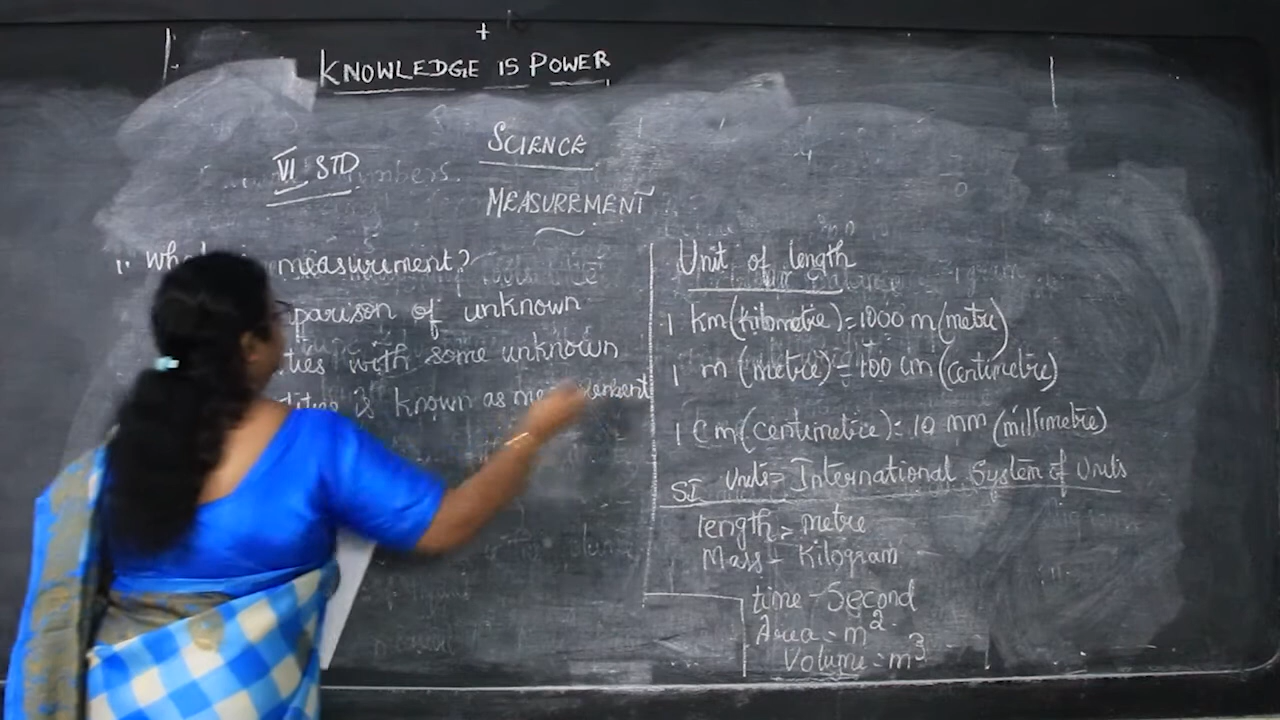 KNOWLEDGE IS POWER
SCIENCE
VI STD
MEASUREMENT
1. What measurement?
parison of unknown
ties with some unknown
is known as
Unit of length
1 Km (kilometre) = 1000 m (metre)
1 m (metre) = 100 cm (centimetre)
1 Cm (centimetre) = 10 mm (millimetre)
SI Units = International System of Units
length = metre
Mass - Kilogram
time - Second
Area = m²
Volume = m³